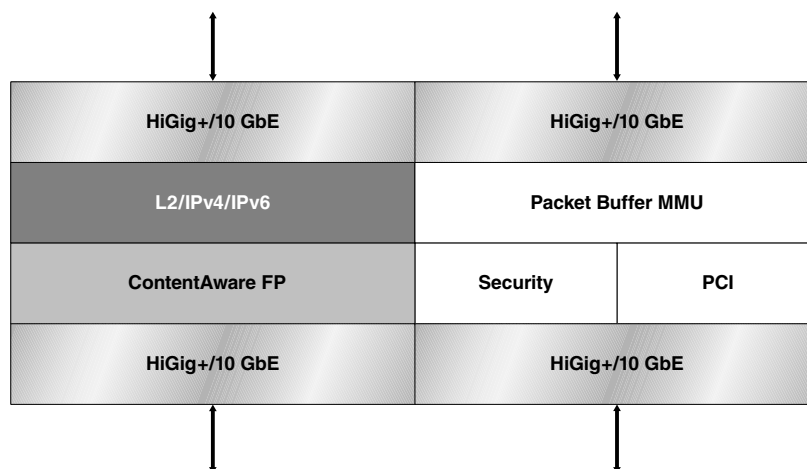 HiGig+/10 GbE
HiGig+/10 GbE
L2/IPv4/IPv6
Packet Buffer MMU
ContentAware FP
Security
PCI
HiGig+/10 GbE
HiGig+/10 GbE